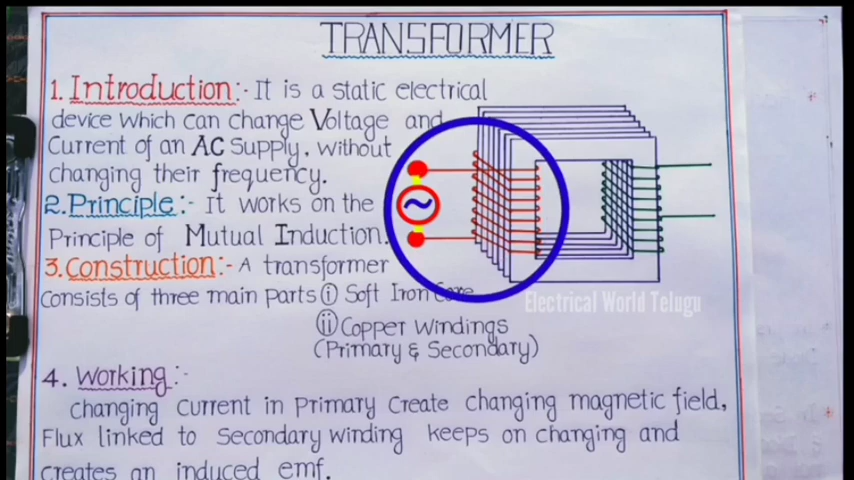 TRANSFORMER
1. Introduction:- It is a static electrical
device which can change Voltage and
Current of an AC Supply, without
changing their frequency.
2. Principle:- It works on the
Principle of Mutual Induction.
3. Construction:- A transformer
Consists of three main parts (i) Soft Iron Core
(ii) Copper Windings
(Primary & Secondary)
Electrical World Telugu
4. Working:-
Changing Current in Primary Create changing magnetic field,
Flux linked to Secondary winding keeps on changing and
creates an induced emf.